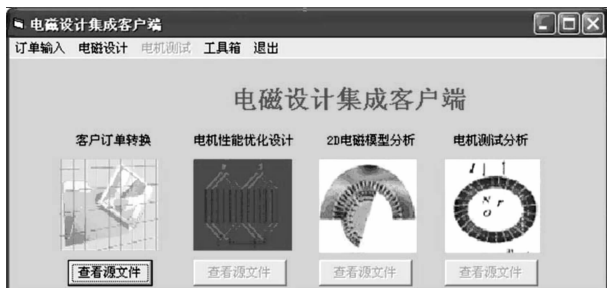 电磁设计集成客户端
订单输入 电磁设计 电机测试 工具箱 退出
电磁设计集成客户端
客户订单转换 电机性能优化设计 2D电磁模型分析 电机测试分析
查看源文件 查看源文件 查看源文件 查看源文件